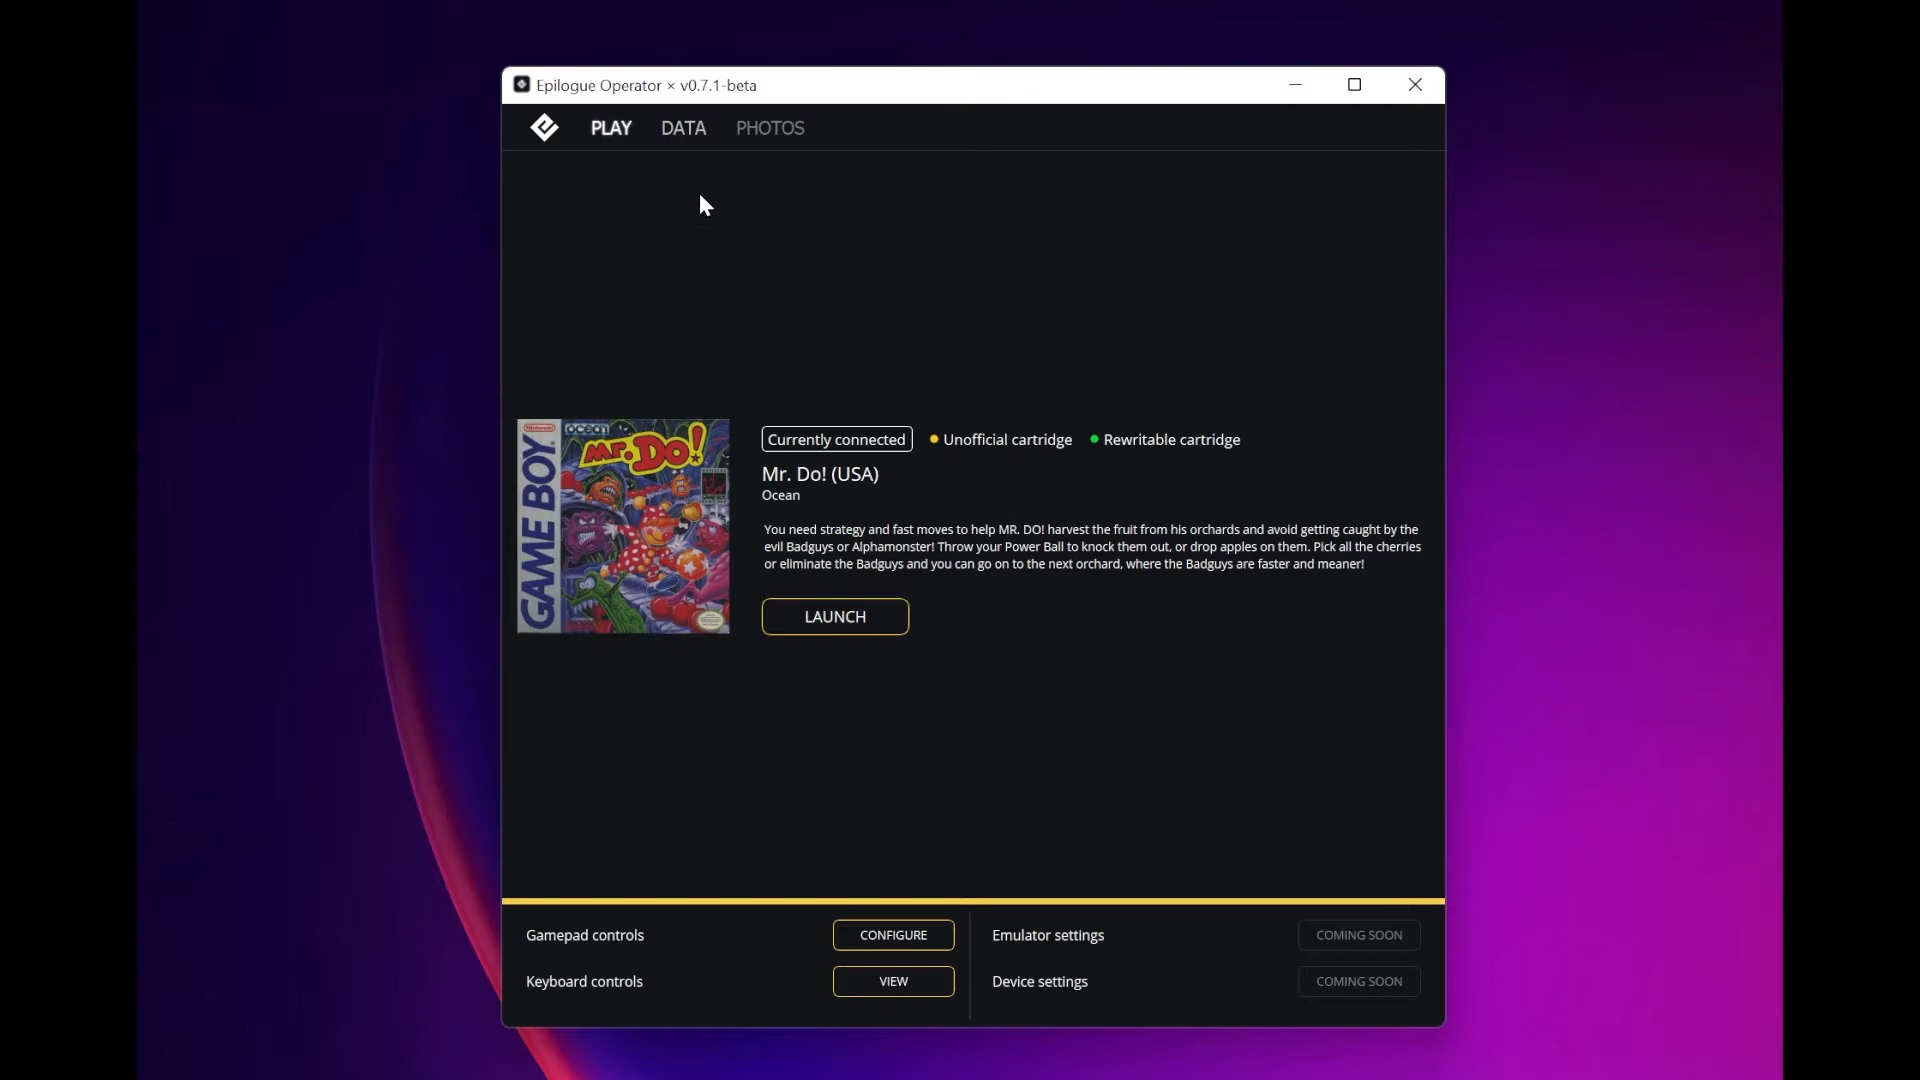 Epilogue Operator × v0.7.1-beta
PLAY DATA PHOTOS
Nintendo
GAME BOY
ocean
Mr. Do!
Currently connected
Unofficial cartridge
Rewritable cartridge
Mr. Do! (USA)
Ocean
You need strategy and fast moves to help MR. DO! harvest the fruit from his orchards and avoid getting caught by the
evil Badguys or Alphamonster! Throw your Power Ball to knock them out, or drop apples on them. Pick all the cherries
or eliminate the Badguys and you can go on to the next orchard, where the Badguys are faster and meaner!
LAUNCH
Gamepad controls
CONFIGURE
Keyboard controls
VIEW
Emulator settings
COMING SOON
Device settings
COMING SOON